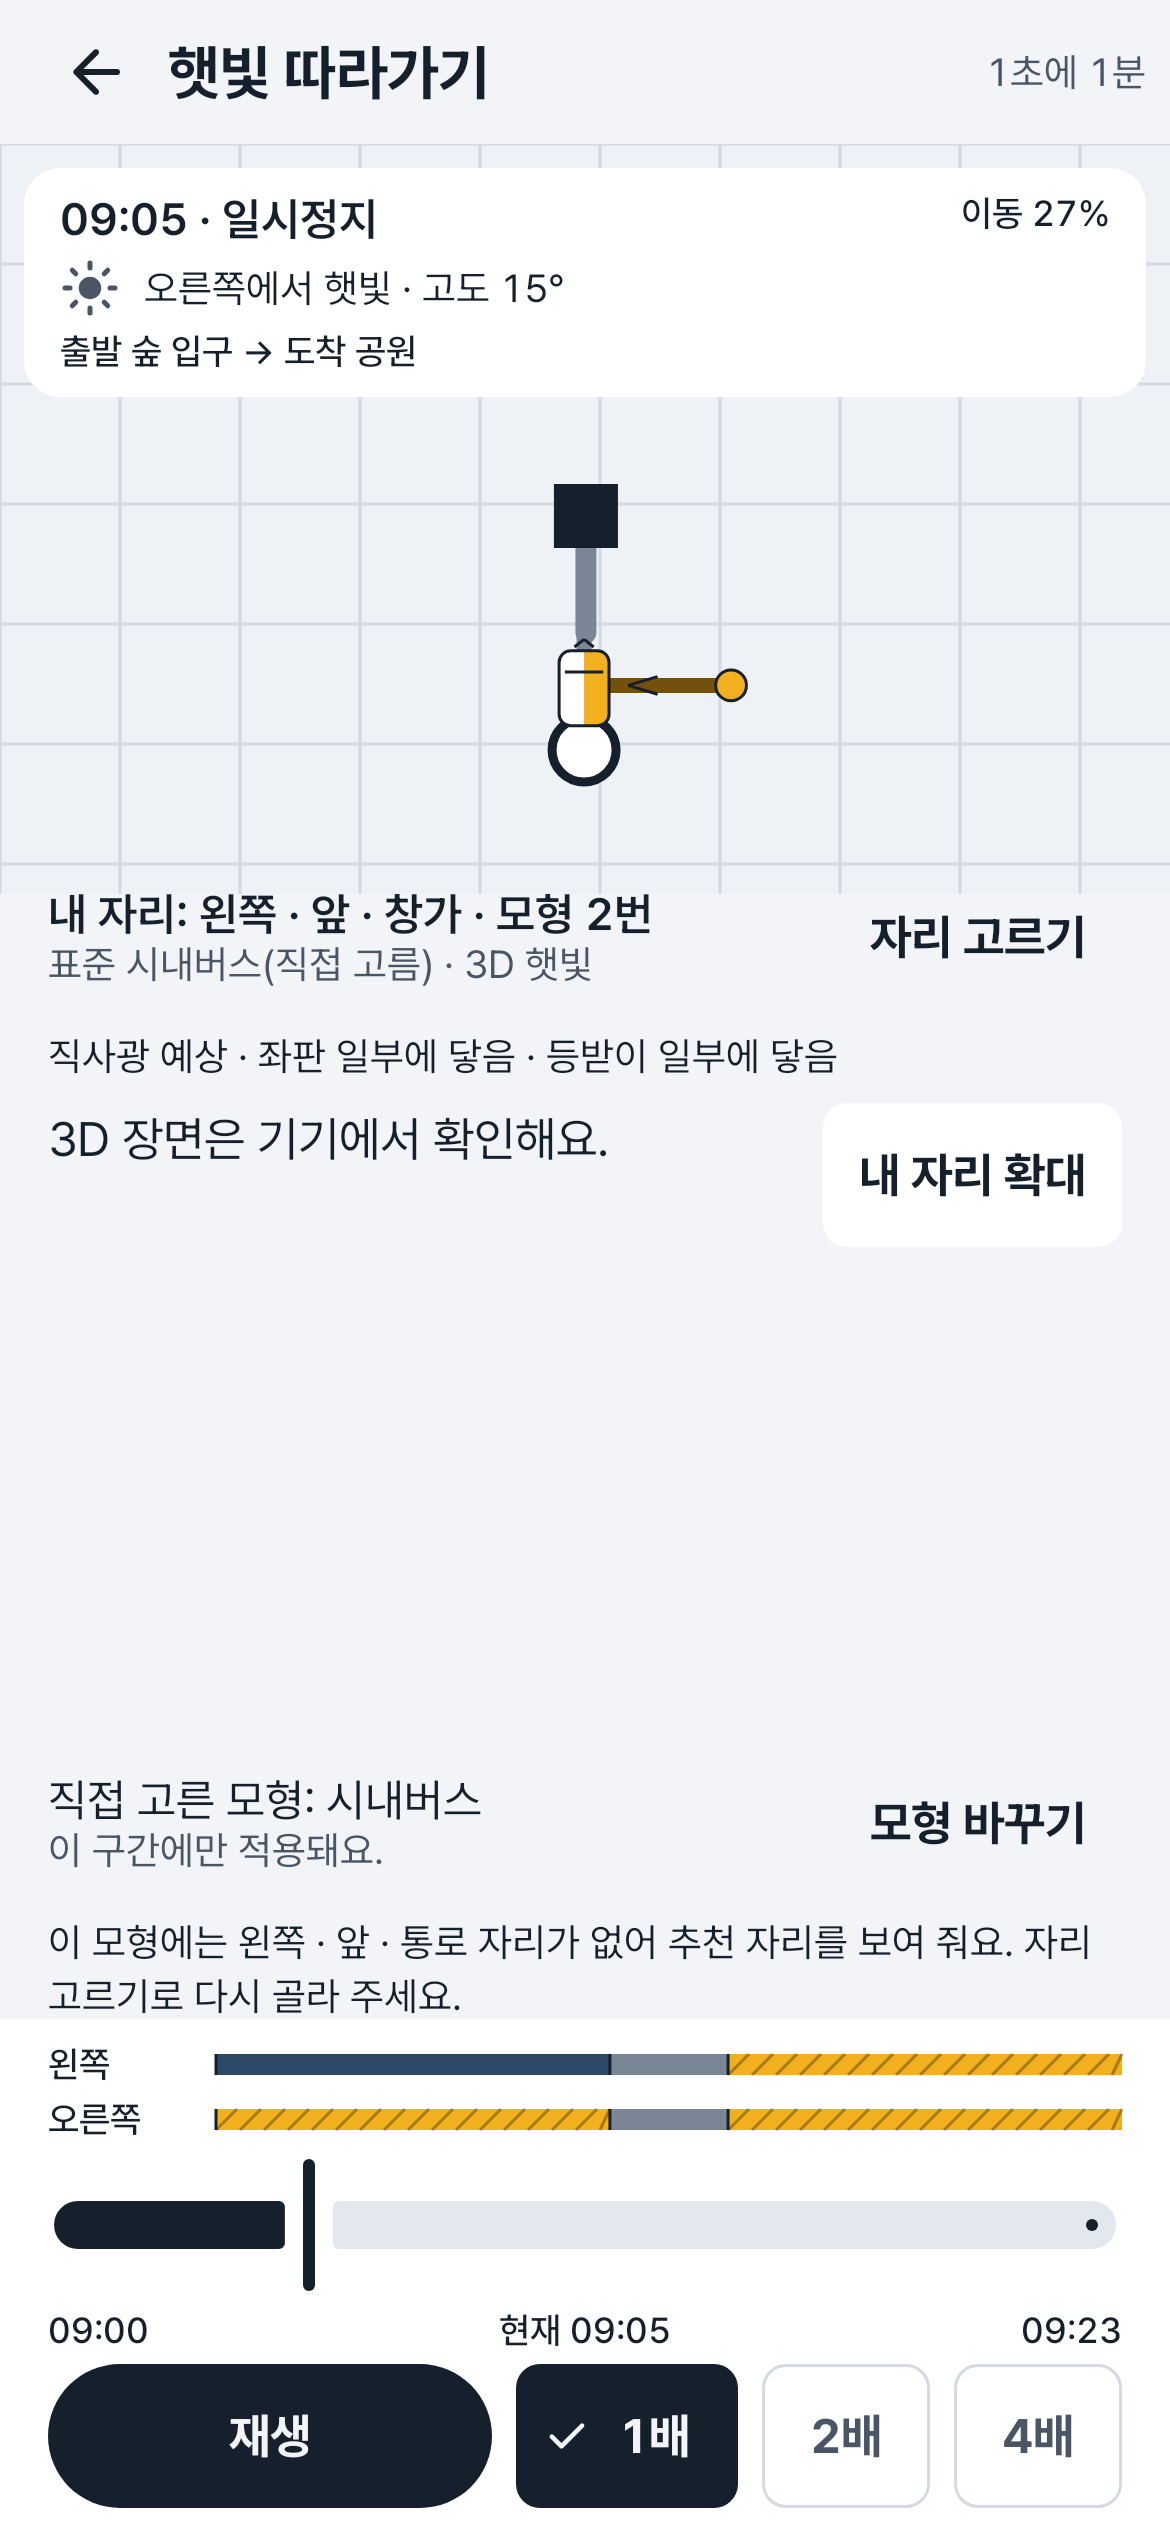 햇빛 따라가기
1초에 1분
09:05 · 일시정지
이동 27%
오른쪽에서 햇빛 · 고도 15°
출발 숲 입구 → 도착 공원
내 자리: 왼쪽 · 앞 · 창가 · 모형 2번
자리 고르기
표준 시내버스(직접 고름) · 3D 햇빛
직사광 예상 · 좌판 일부에 닿음 · 등받이 일부에 닿음
3D 장면은 기기에서 확인해요.
내 자리 확대
직접 고른 모형: 시내버스
모형 바꾸기
이 구간에만 적용돼요.
이 모형에는 왼쪽 · 앞 · 통로 자리가 없어 추천 자리를 보여 줘요. 자리
고르기로 다시 골라 주세요.
왼쪽
오른쪽
09:00
현재 09:05
09:23
재생
1배
2배
4배